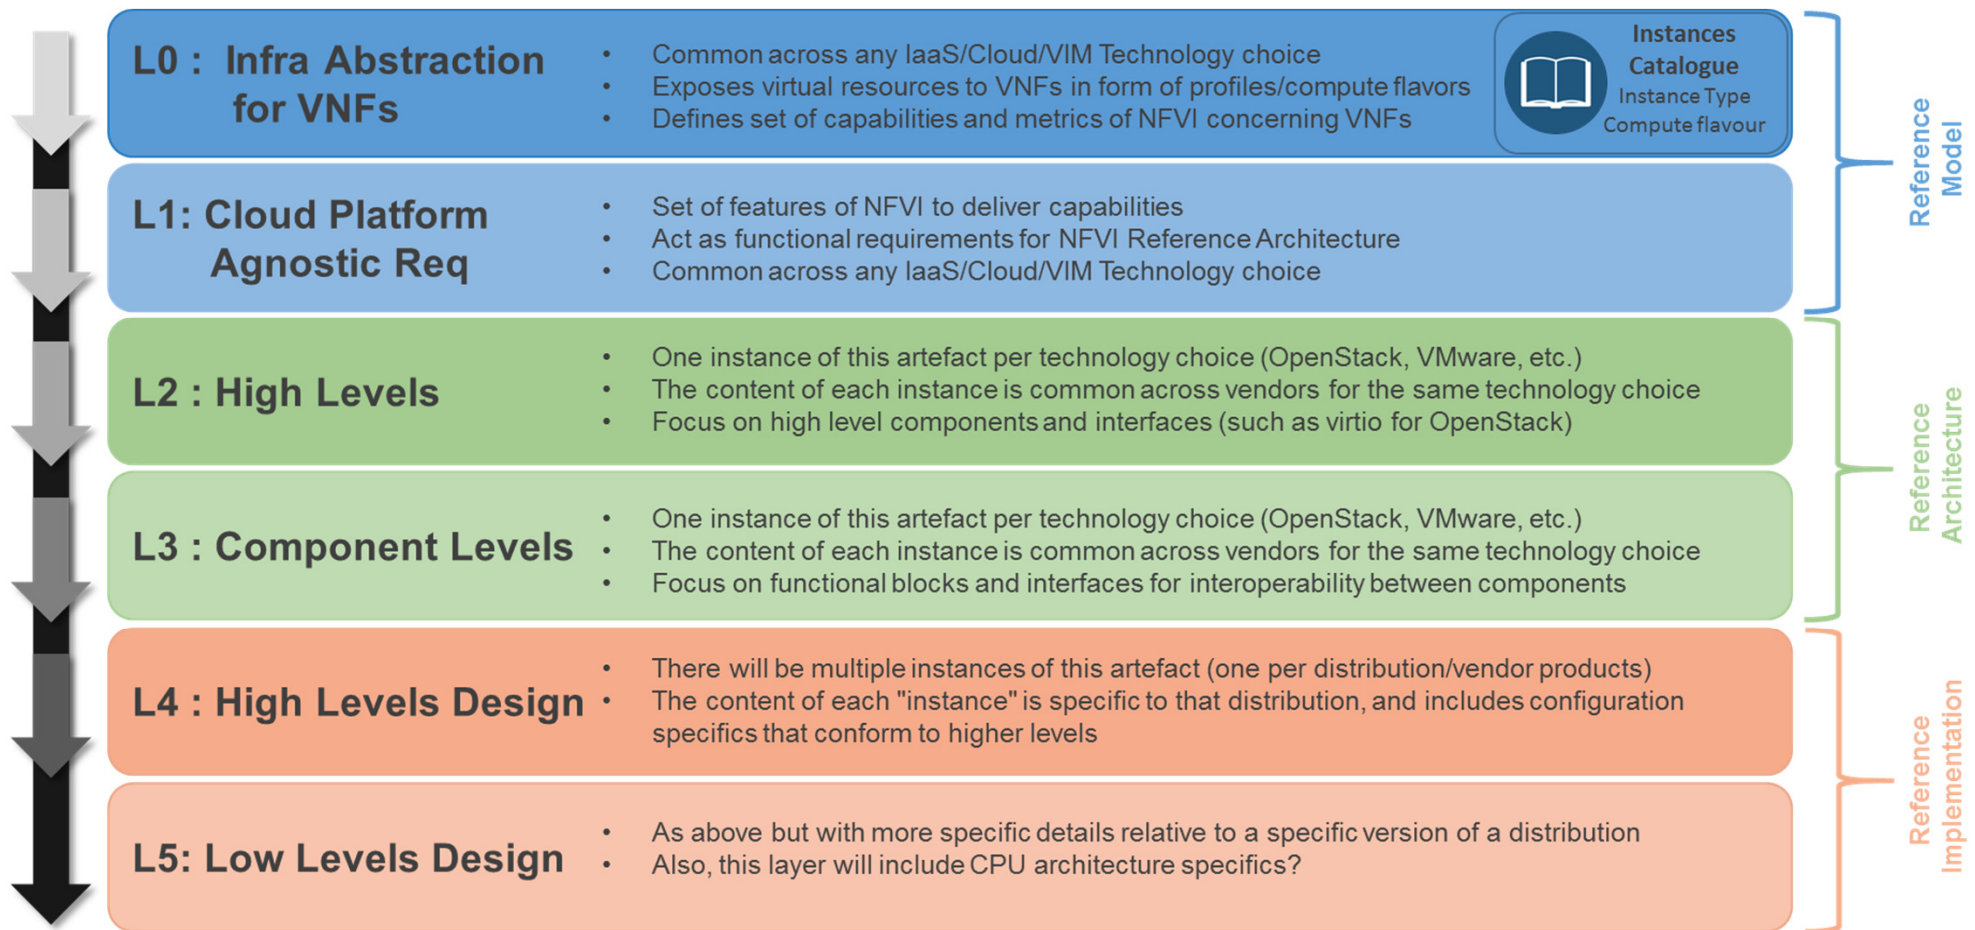 L0 : Infra Abstraction
for VNFs
• Common across any IaaS/Cloud/VIM Technology choice
• Exposes virtual resources to VNFs in form of profiles/compute flavors
• Defines set of capabilities and metrics of NFVI concerning VNFs
Instances
Catalogue
Instance Type
Compute flavour
L1: Cloud Platform
Agnostic Req
• Set of features of NFVI to deliver capabilities
• Act as functional requirements for NFVI Reference Architecture
• Common across any IaaS/Cloud/VIM Technology choice
Reference
Model
L2 : High Levels
• One instance of this artefact per technology choice (OpenStack, VMware, etc.)
• The content of each instance is common across vendors for the same technology choice
• Focus on high level components and interfaces (such as virtio for OpenStack)
L3 : Component Levels
• One instance of this artefact per technology choice (OpenStack, VMware, etc.)
• The content of each instance is common across vendors for the same technology choice
• Focus on functional blocks and interfaces for interoperability between components
Reference
Architecture
L4 : High Levels Design
• There will be multiple instances of this artefact (one per distribution/vendor products)
• The content of each "instance" is specific to that distribution, and includes configuration
specifics that conform to higher levels
L5: Low Levels Design
• As above but with more specific details relative to a specific version of a distribution
• Also, this layer will include CPU architecture specifics?
Reference
Implementation